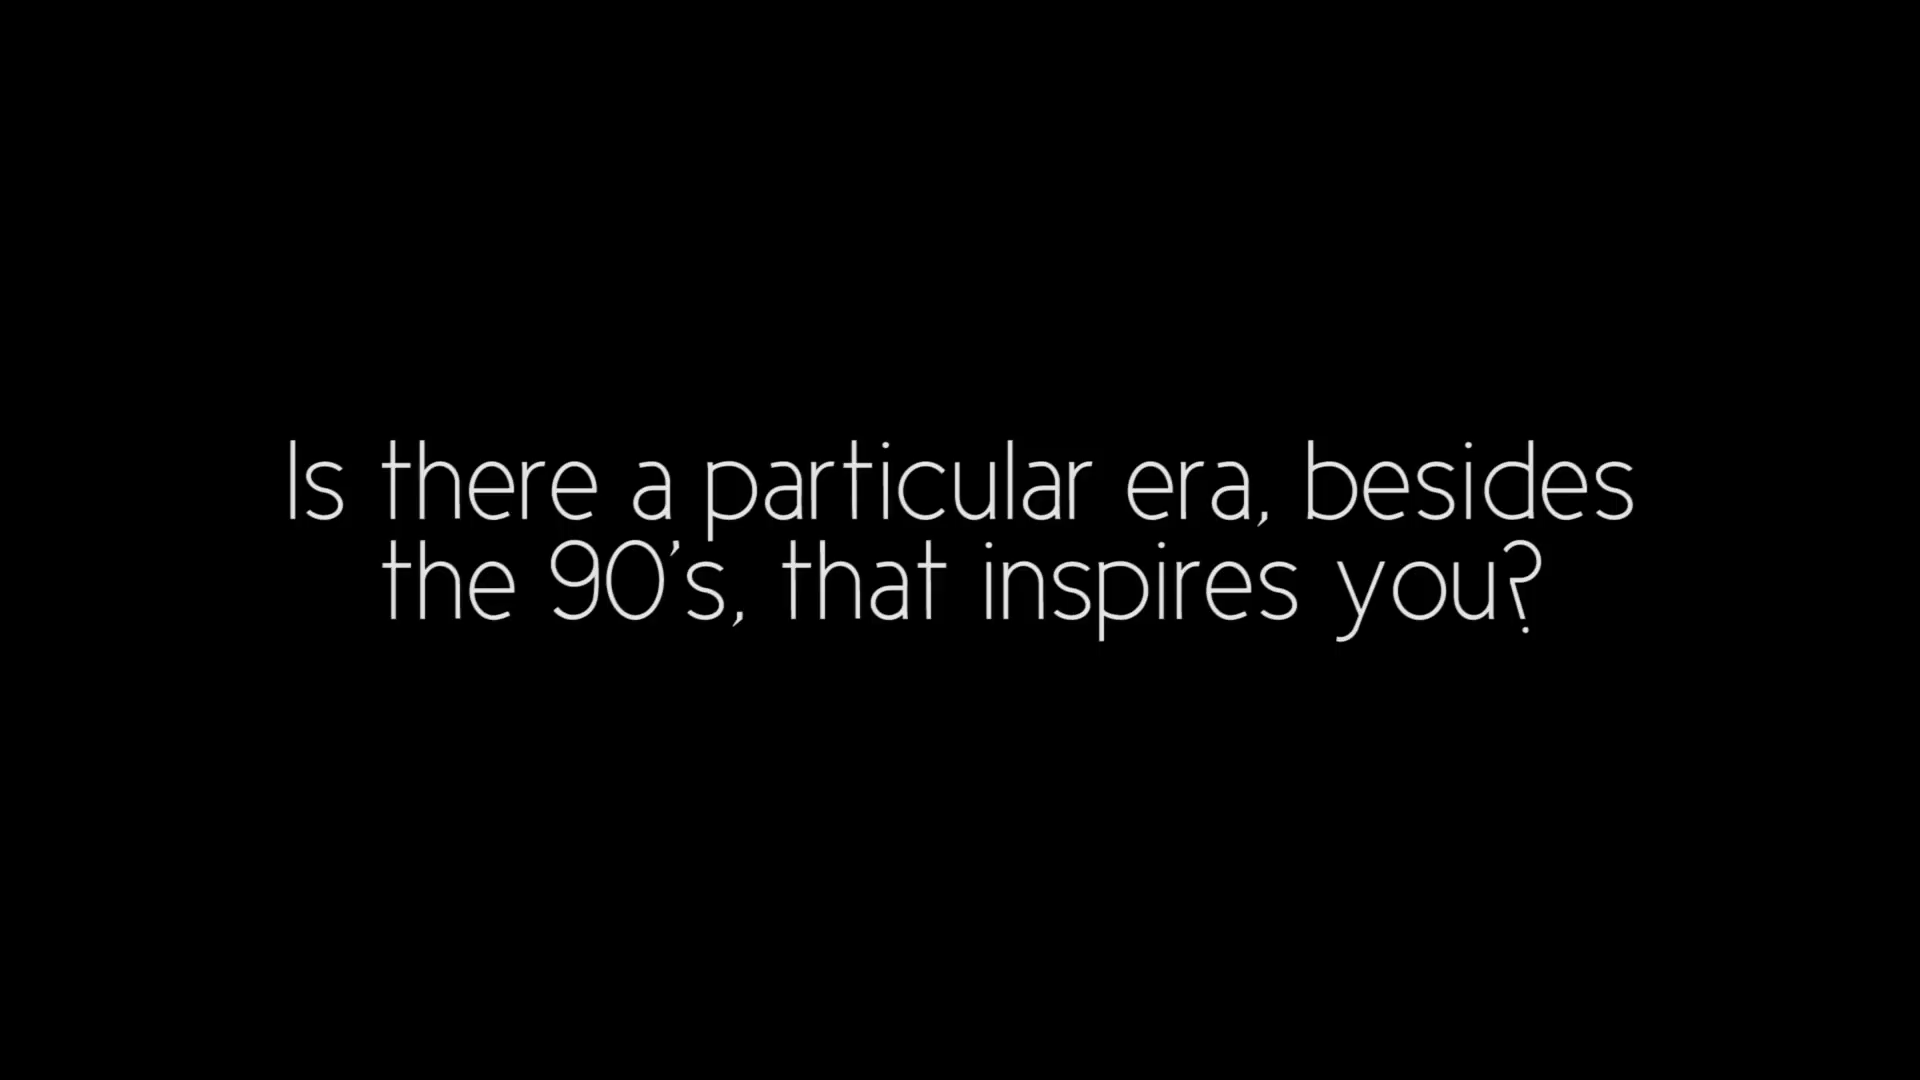 Is there a particular era, besides
the 90's, that inspires you?